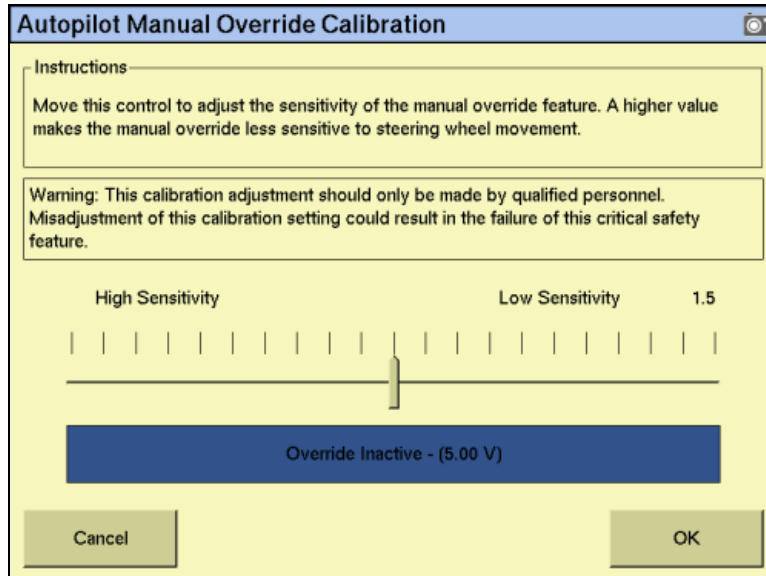 Autopilot Manual Override Calibration
Instructions
Move this control to adjust the sensitivity of the manual override feature. A higher value
makes the manual override less sensitive to steering wheel movement.
Warning: This calibration adjustment should only be made by qualified personnel.
Misadjustment of this calibration setting could result in the failure of this critical safety
feature.
High Sensitivity
Low Sensitivity
1.5
Override Inactive - (5.00 V)
Cancel
OK